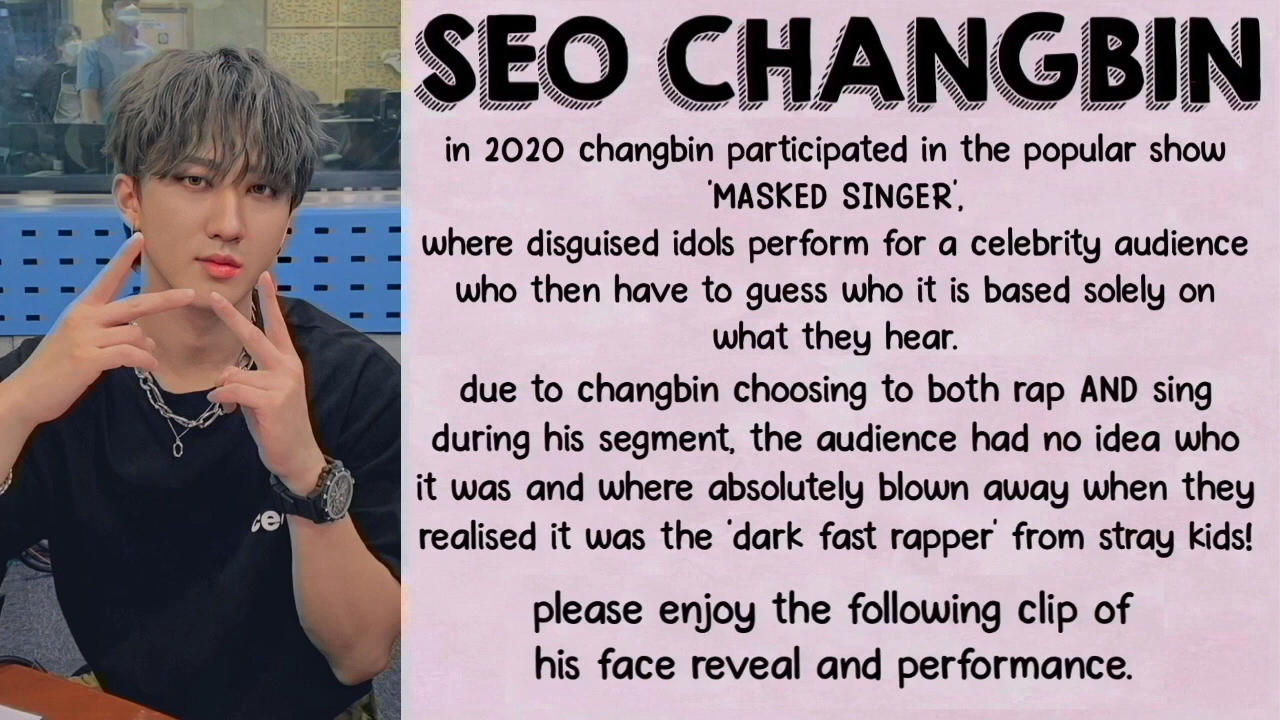 SEO CHANGBIN
in 2020 changbin participated in the popular show
'MASKED SINGER',
where disguised idols perform for a celebrity audience
who then have to guess who it is based solely on
what they hear.
due to changbin choosing to both rap AND sing
during his segment, the audience had no idea who
it was and where absolutely blown away when they
realised it was the 'dark fast rapper' from stray kids!
please enjoy the following clip of
his face reveal and performance.
ce